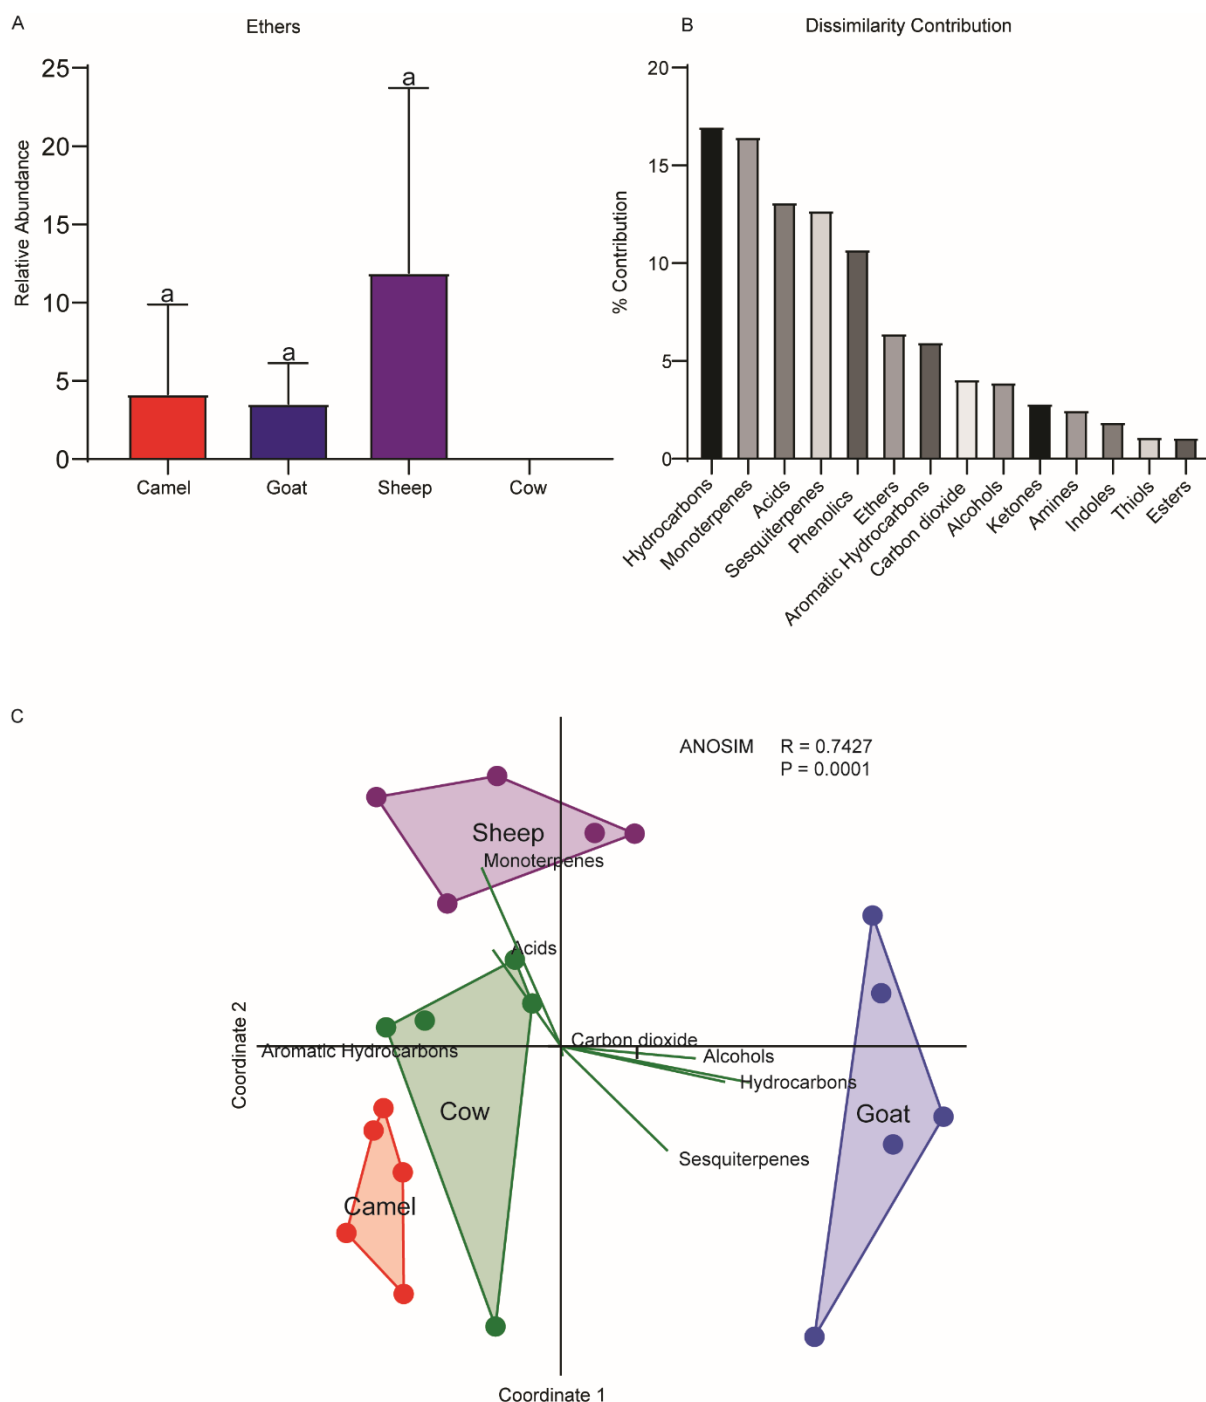 A
Ethers
Relative Abundance
25
20
15
10
5
0
a
a
a
Camel
Goat
Sheep
Cow
B
Dissimilarity Contribution
% Contribution
20
15
10
5
0
Hydrocarbons
Monoterpenes
Acids
Sesquiterpenes
Phenolics
Ethers
Aromatic Hydrocarbons
Carbon dioxide
Alcohols
Ketones
Amines
Indoles
Thiols
Esters
C
ANOSIM R = 0.7427
P = 0.0001
Sheep
Monoterpenes
Acids
Coordinate 2
Carbon dioxide
Aromatic Hydrocarbons
Alcohols
Hydrocarbons
Cow
Goat
Sesquiterpenes
Camel
Coordinate 1